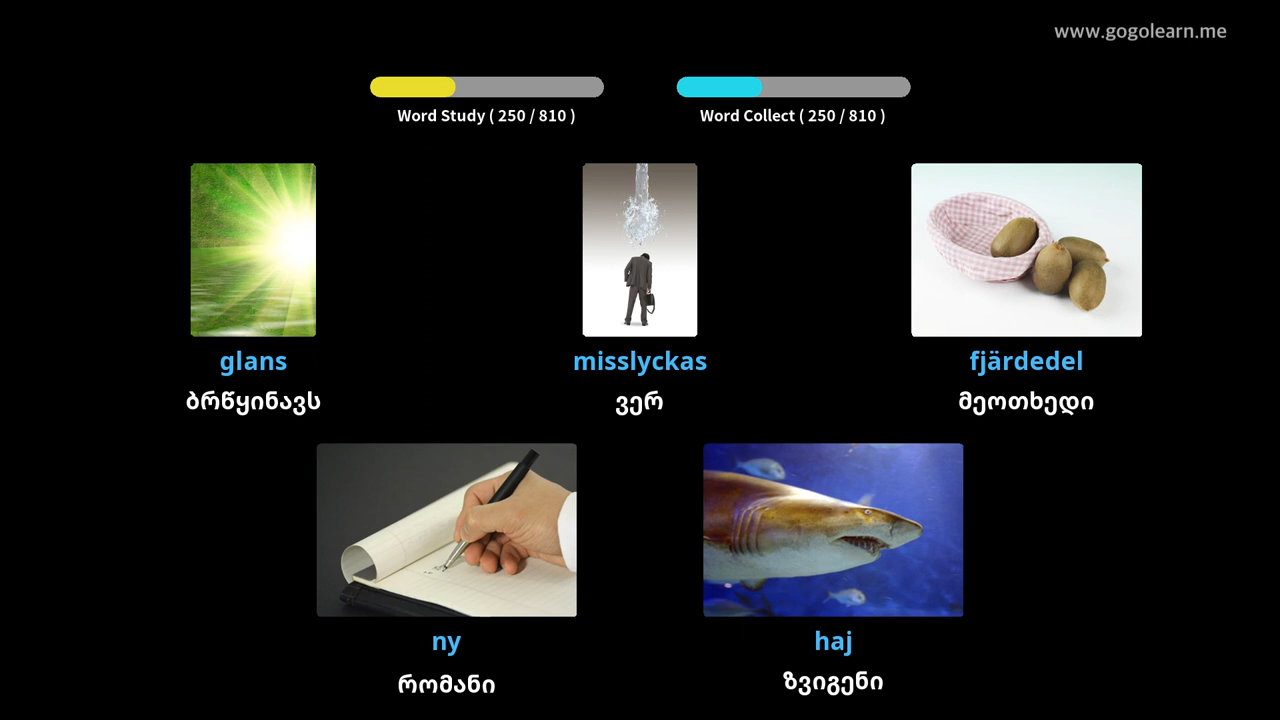 www.gogolearn.me
Word Study ( 250 / 810 )
Word Collect ( 250 / 810 )
glans
misslyckas
fjärdedel
ბრწყინავს
ვერ
მეოთხედი
ny
haj
რომანი
ზვიგენი